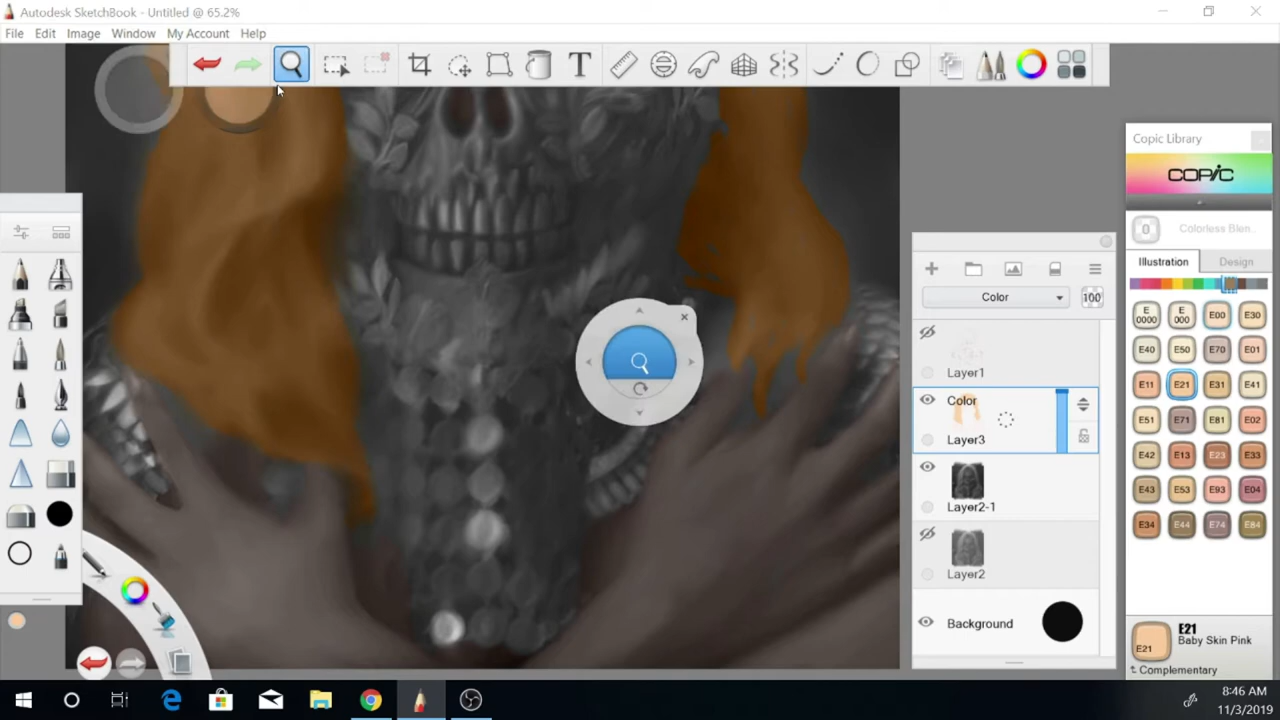 Autodesk SketchBook - Untitled @ 65.2%
File Edit Image Window My Account Help
T
Copic Library
COPIC
0 Colorless Blen...
Illustration Design
E0000 E000 E00 E30
E40 E50 E70 E01
E11 E21 E31 E41
E51 E71 E81 E02
E42 E13 E23 E33
E43 E53 E93 E04
E34 E44 E74 E84
E21
E21
Baby Skin Pink
Complementary
Color 100
Layer1
Color
Layer3
Layer2-1
Layer2
Background
8:46 AM
11/3/2019